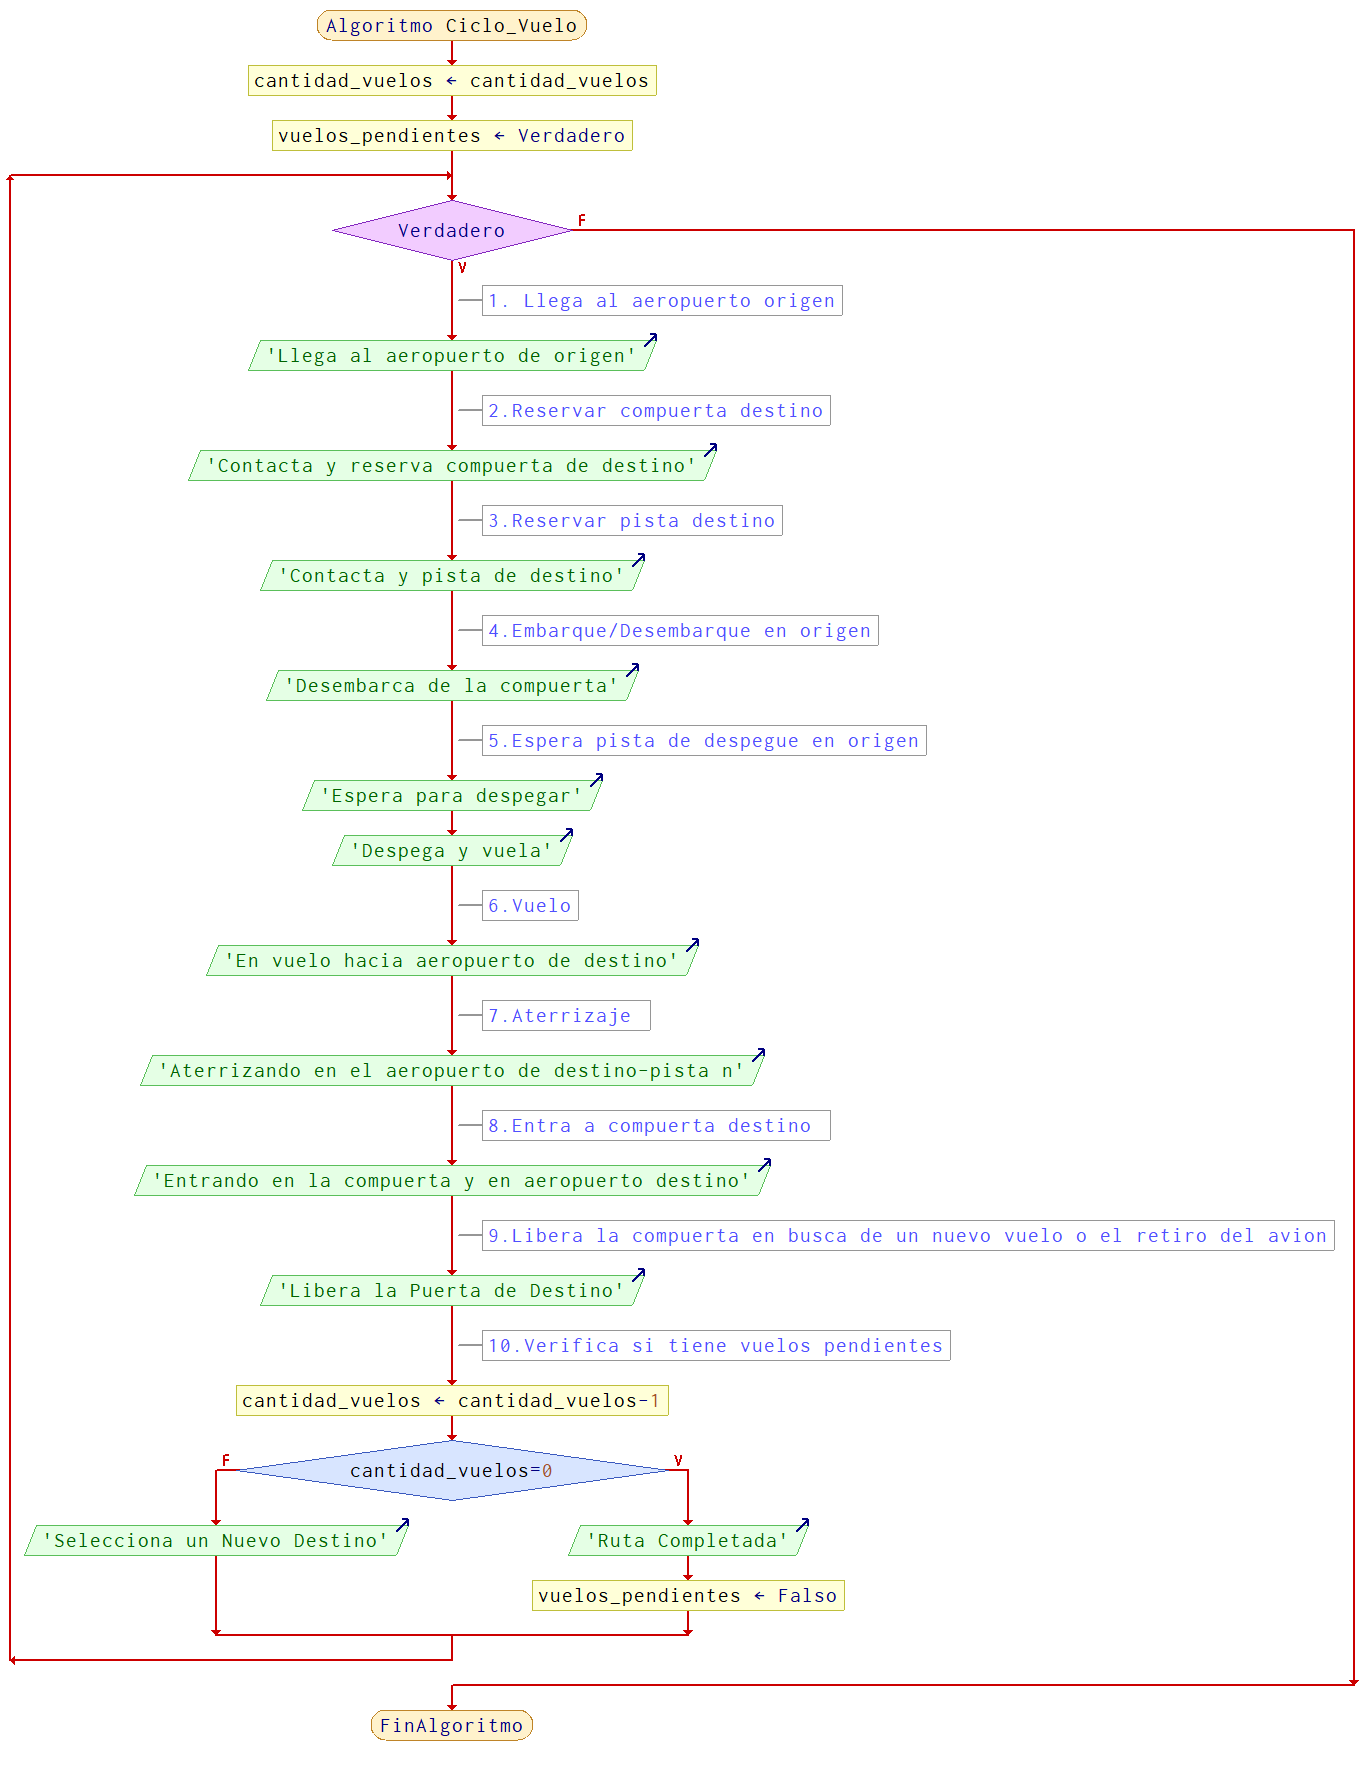 Algoritmo Ciclo_Vuelo
cantidad_vuelos ← cantidad_vuelos
vuelos_pendientes ← Verdadero
Verdadero
F
V
1. Llega al aeropuerto origen
'Llega al aeropuerto de origen'
2.Reservar compuerta destino
'Contacta y reserva compuerta de destino'
3.Reservar pista destino
'Contacta y pista de destino'
4.Embarque/Desembarque en origen
'Desembarca de la compuerta'
5.Espera pista de despegue en origen
'Espera para despegar'
'Despega y vuela'
6.Vuelo
'En vuelo hacia aeropuerto de destino'
7.Aterrizaje
'Aterrizando en el aeropuerto de destino-pista n'
8.Entra a compuerta destino
'Entrando en la compuerta y en aeropuerto destino'
9.Libera la compuerta en busca de un nuevo vuelo o el retiro del avion
'Libera la Puerta de Destino'
10.Verifica si tiene vuelos pendientes
cantidad_vuelos ← cantidad_vuelos-1
F
cantidad_vuelos=0
V
'Selecciona un Nuevo Destino'
'Ruta Completada'
vuelos_pendientes ← Falso
FinAlgoritmo